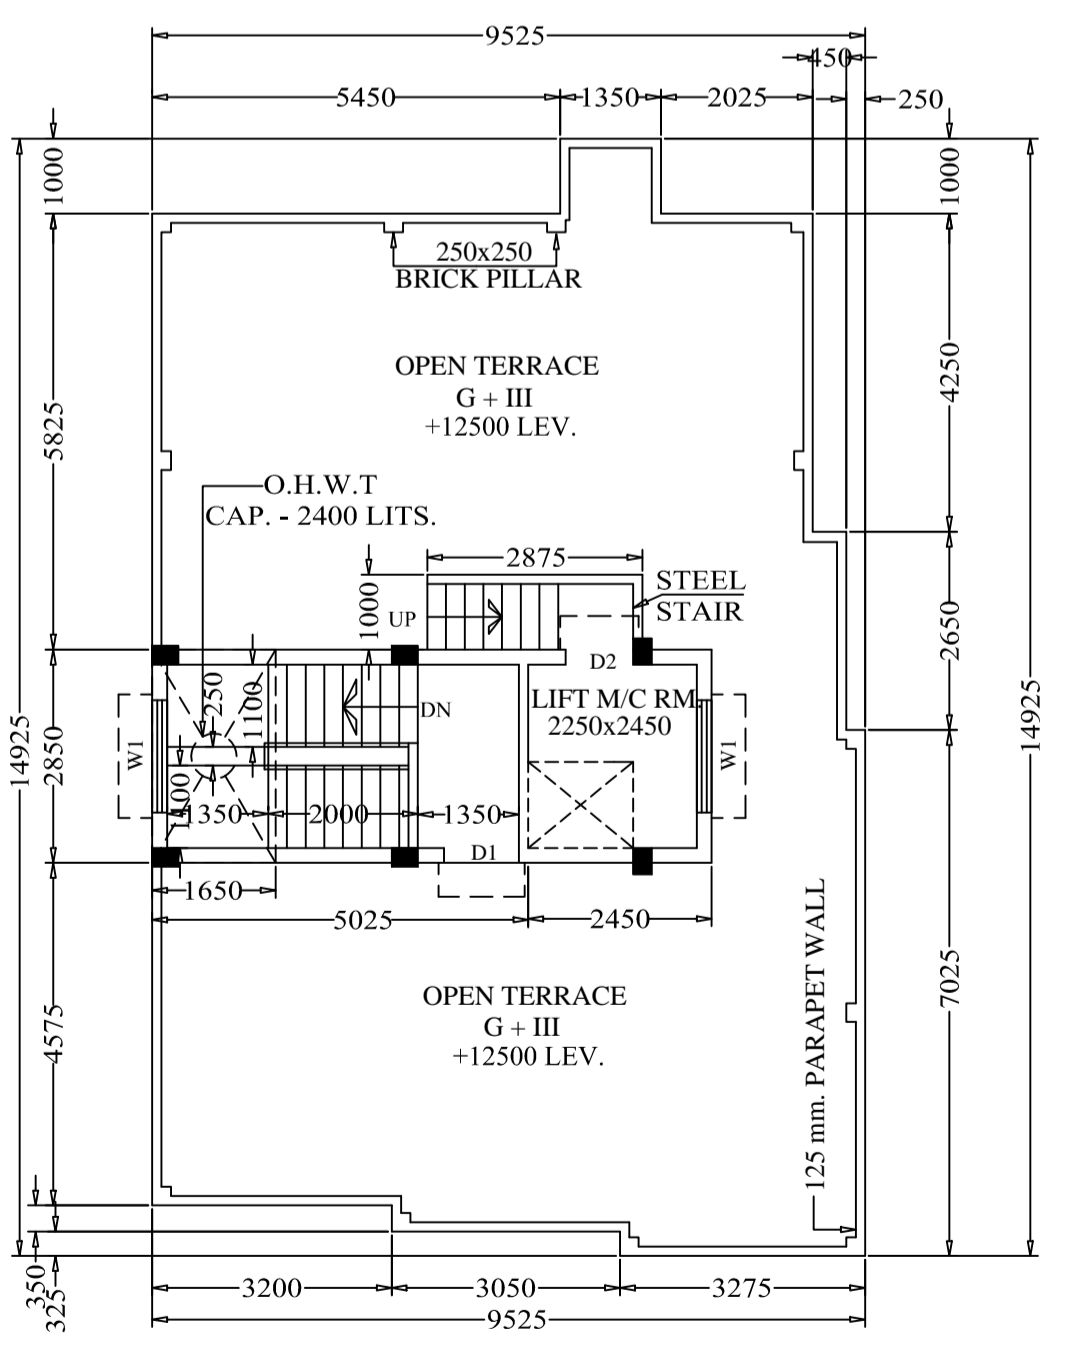 9525
450
5450
1350
2025
250
1000
1000
250x250
BRICK PILLAR
OPEN TERRACE
G + III
+12500 LEV.
5825
4250
O.H.W.T
CAP. - 2400 LITS.
2875
STEEL
STAIR
1000
UP
2650
D2
250
1100
DN
LIFT M/C RM.
2250x2450
14925
2850
W1
W1
14925
1100
1350
2000
1350
D1
1650
5025
2450
OPEN TERRACE
G + III
+12500 LEV.
4575
125 mm. PARAPET WALL
7025
350
325
3200
3050
3275
9525